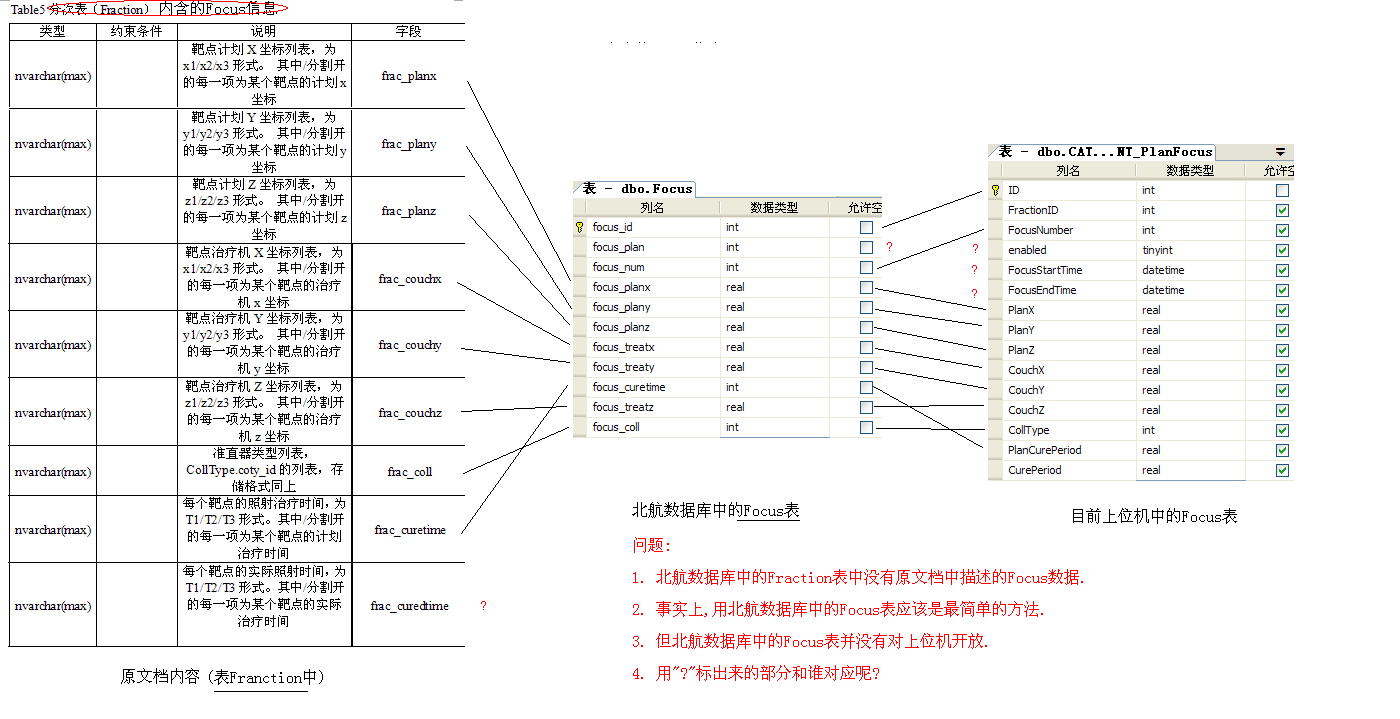 Table5 分次表（Fraction）内含的Focus信息
类型 约束条件 说明 字段
nvarchar(max) 靶点计划 X 坐标列表，为 frac_planx
x1/x2/x3 形式。 其中/分割开
的每一项为某个靶点的计划 x
坐标
nvarchar(max) 靶点计划 Y 坐标列表，为 frac_plany
y1/y2/y3 形式。 其中/分割开
的每一项为某个靶点的计划 y
坐标
nvarchar(max) 靶点计划 Z 坐标列表，为 frac_planz
z1/z2/z3 形式。 其中/分割开
的每一项为某个靶点的计划 z
坐标
nvarchar(max) 靶点治疗机 X 坐标列表，为 frac_couchx
x1/x2/x3 形式。 其中/分割开
的每一项为某个靶点的治疗
机 x 坐标
nvarchar(max) 靶点治疗机 Y 坐标列表，为 frac_couchy
y1/y2/y3 形式。 其中/分割开
的每一项为某个靶点的治疗
机 y 坐标
nvarchar(max) 靶点治疗机 Z 坐标列表，为 frac_couchz
z1/z2/z3 形式。 其中/分割开
的每一项为某个靶点的治疗
机 z 坐标
nvarchar(max) 准直器类型列表， frac_coll
CollType.coty_id 的列表，存
储格式同上
nvarchar(max) 每个靶点的照射治疗时间，为 frac_curetime
T1/T2/T3 形式。其中/分割开
的每一项为某个靶点的计划
治疗时间
nvarchar(max) 每个靶点的实际照射时间，为 frac_curedtime ?
T1/T2/T3 形式。其中/分割开
的每一项为某个靶点的实际
治疗时间
原文档内容（表Franction中）
表 - dbo.Focus
列名 数据类型 允许空
focus_id int
focus_plan int ?
focus_num int
focus_planx real
focus_plany real
focus_planz real
focus_treatx real
focus_treaty real
focus_curetime int
focus_treatz real
focus_coll int
北航数据库中的Focus表
表 - dbo.CAT...NT_PlanFocus
列名 数据类型 允许空
ID int
FractionID int
FocusNumber int
? enabled tinyint
? FocusStartTime datetime
? FocusEndTime datetime
PlanX real
PlanY real
PlanZ real
CouchX real
CouchY real
CouchZ real
CollType int
PlanCurePeriod real
CurePeriod real
目前上位机中的Focus表
问题:
1. 北航数据库中的Fraction表中没有原文档中描述的Focus数据.
2. 事实上,用北航数据库中的Focus表应该是最简单的方法.
3. 但北航数据库中的Focus表并没有对上位机开放.
4. 用"?"标出来的部分和谁对应呢?